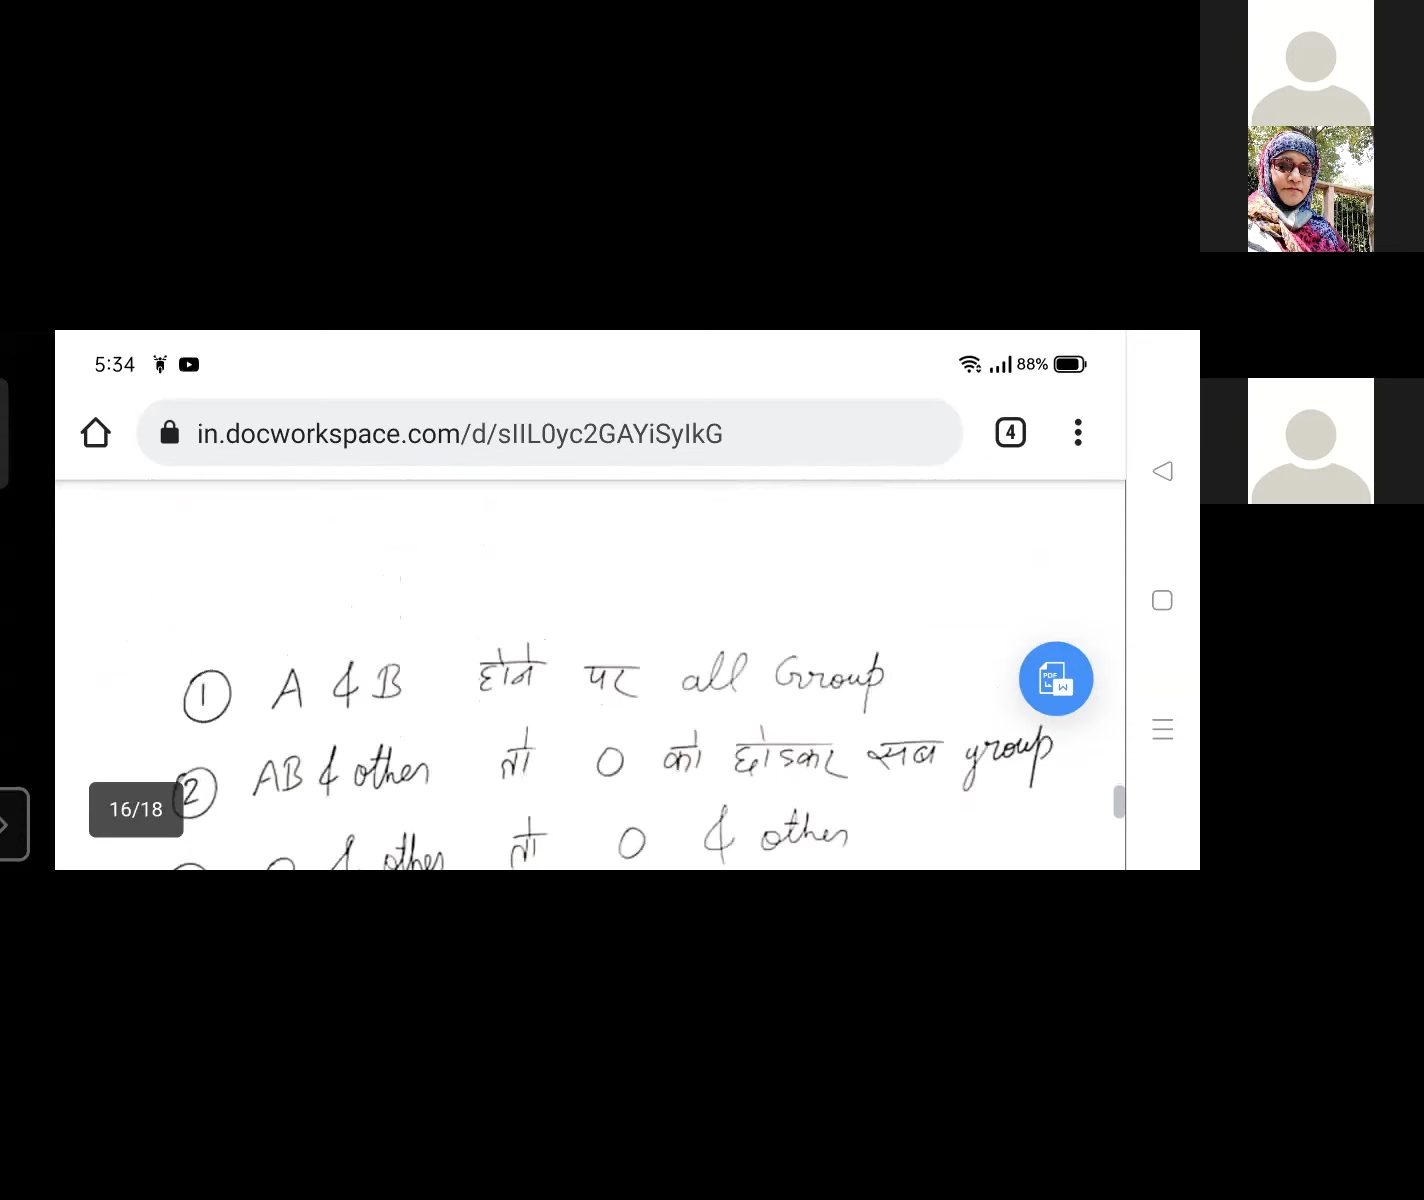 5:34 88%
in.docworkspace.com/d/sIIL0yc2GAYiSyIkG 4
PDF W
① A & B होने पर all Group
② AB & other तो O को छोडकर सब group
16/18
O & other तो O & other